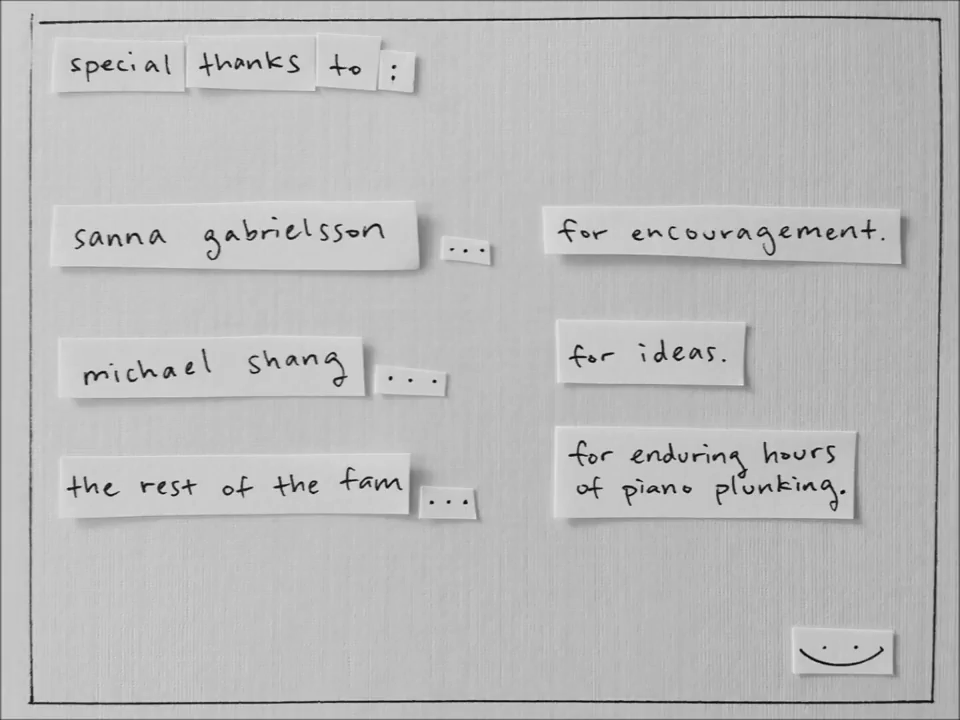 special thanks to :
sanna gabrielsson ... for encouragement.
michael shang ... for ideas.
the rest of the fam ... for enduring hours
of piano plunking.